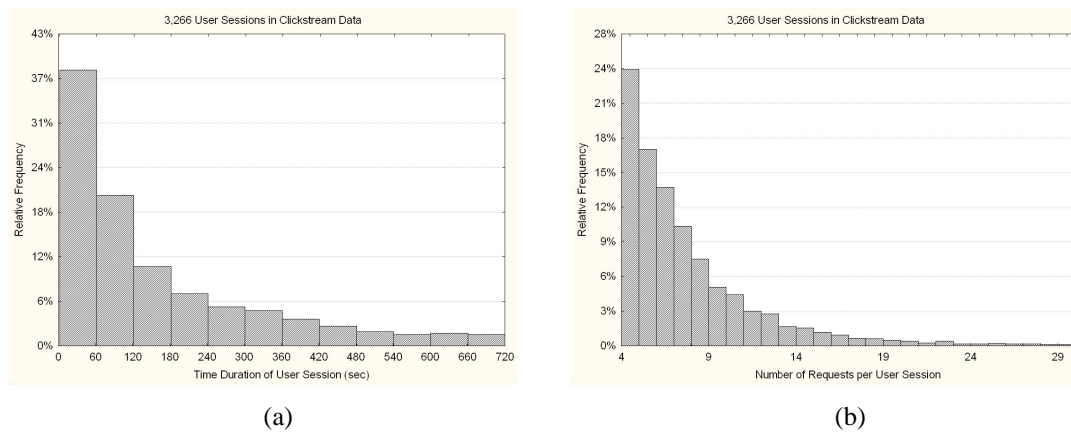 3,266 User Sessions in Clickstream Data
43%
37%
31%
24%
18%
12%
6%
0%
Relative Frequency
0 60 120 180 240 300 360 420 480 540 600 660 720
Time Duration of User Session (sec)
(a)
3,266 User Sessions in Clickstream Data
28%
24%
21%
18%
12%
9%
6%
3%
0%
Relative Frequency
4 9 14 19 24 29
Number of Requests per User Session
(b)